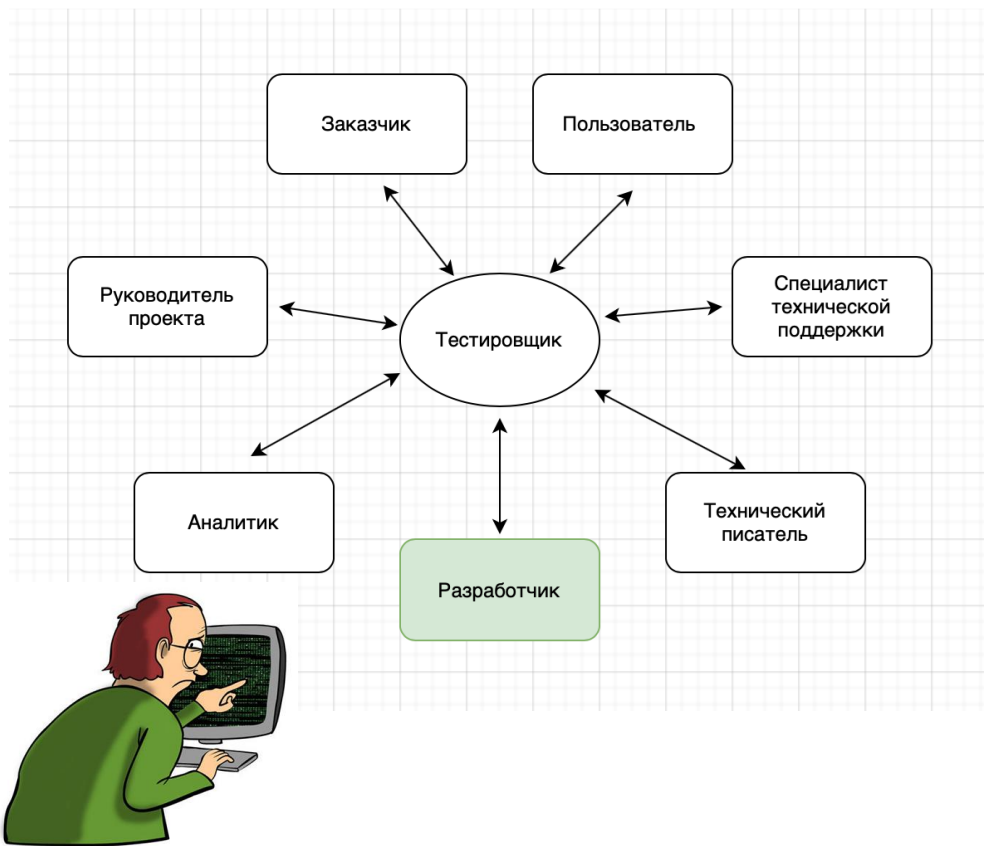 Заказчик
Пользователь
Руководитель
проекта
Специалист
технической
поддержки
Тестировщик
Аналитик
Технический
писатель
Разработчик